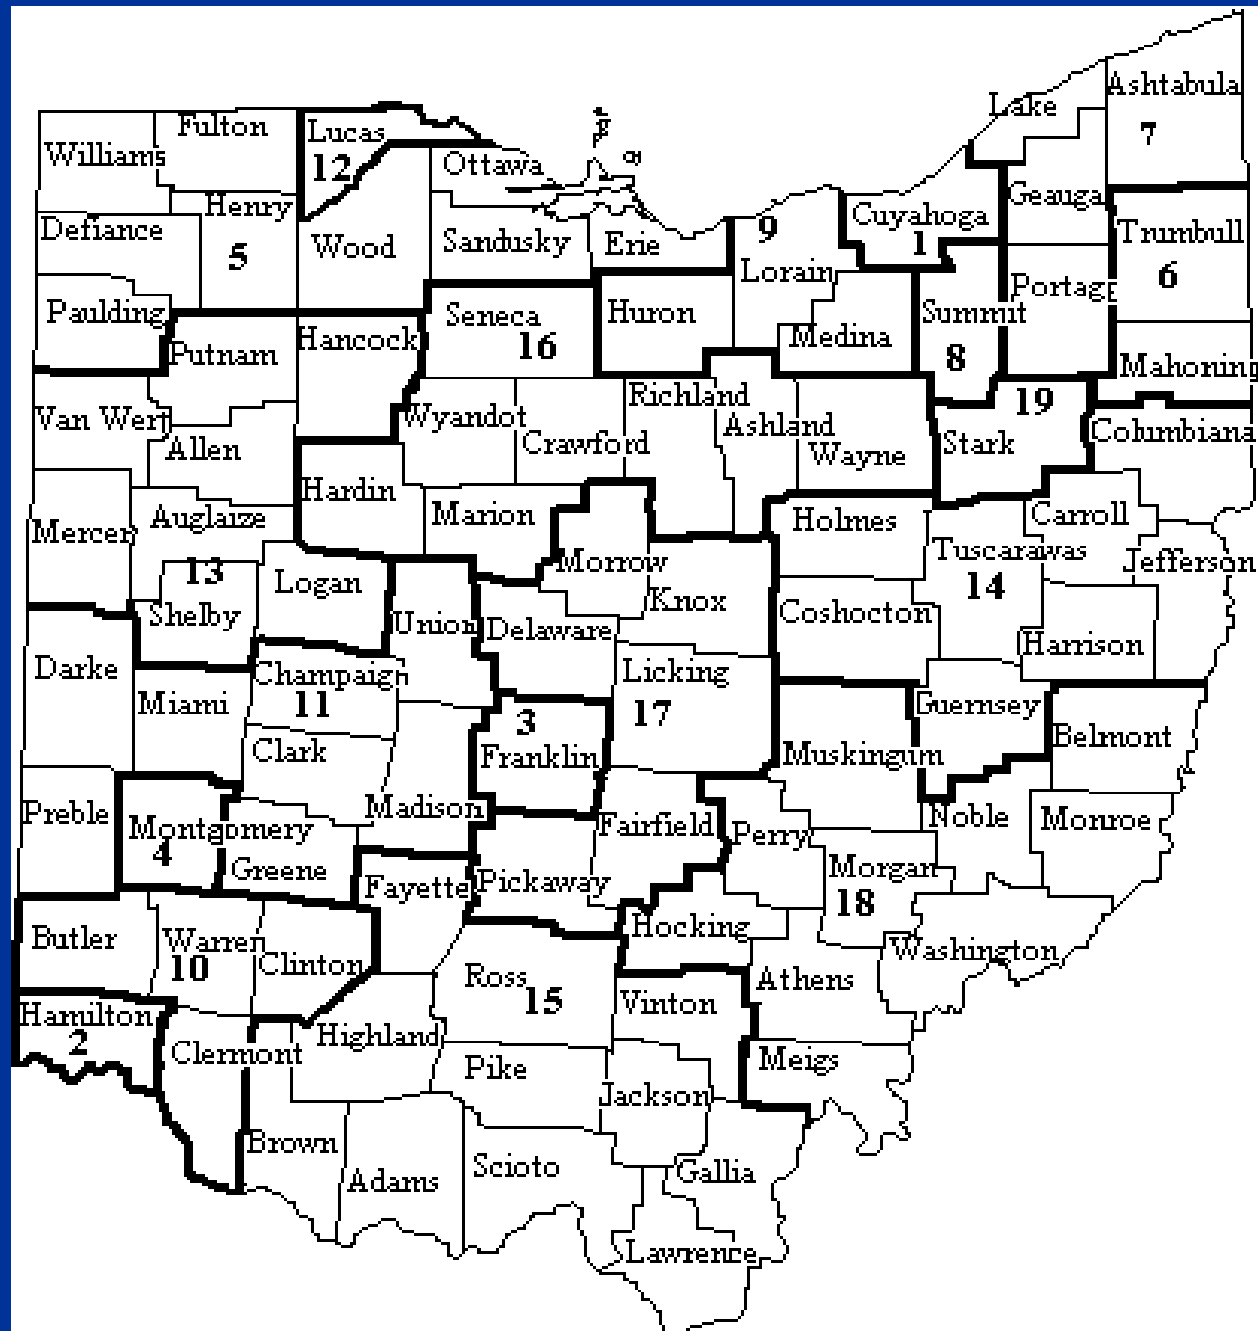 Ashtabula
Lake
7
Fulton
Lucas
Williams
12
Ottawa
Geauga
Henry
Cuyahoga
9
1
Defiance
Wood
Sandusky
Erie
Trumbull
5
Lorain
6
Portag
Paulding
Seneca
Huron
Summit
16
Hancock
Medina
Putnam
8
Mahoning
Richland
19
Van Wert
Wyandot
Ashland
Columbiana
Crawford
Stark
Allen
Wayne
Hardin
Marion
Auglaize
Holmes
Carroll
Mercer
Tuscarawas
Morrow
Jefferson
13
Logan
14
Knox
Shelby
Union
Delaware
Coshocton
Harrison
Darke
Champaign
Licking
Miami
11
3
17
Guernsey
Clark
Franklin
Muskingum
Belmont
Preble
Madison
Montgomery
Fairfield
Perry
Noble
Monroe
4
Greene
Fayette
Pickaway
Morgan
18
Butler
Warren
Hocking
Washington
10
Clinton
Ross
Athens
15
Vinton
Hamilton
2
Clermont
Highland
Pike
Meigs
Jackson
Brown
Scioto
Gallia
Adams
Lawrence